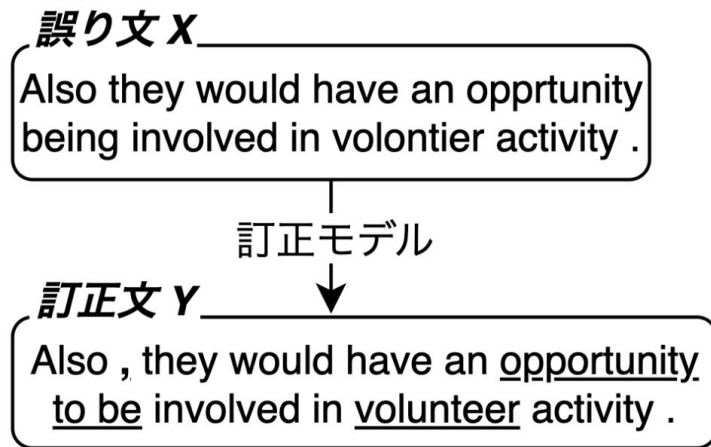 誤り文 X
Also they would have an opprtunity
being involved in volontier activity .
訂正モデル
訂正文 Y
Also , they would have an opportunity
to be involved in volunteer activity .